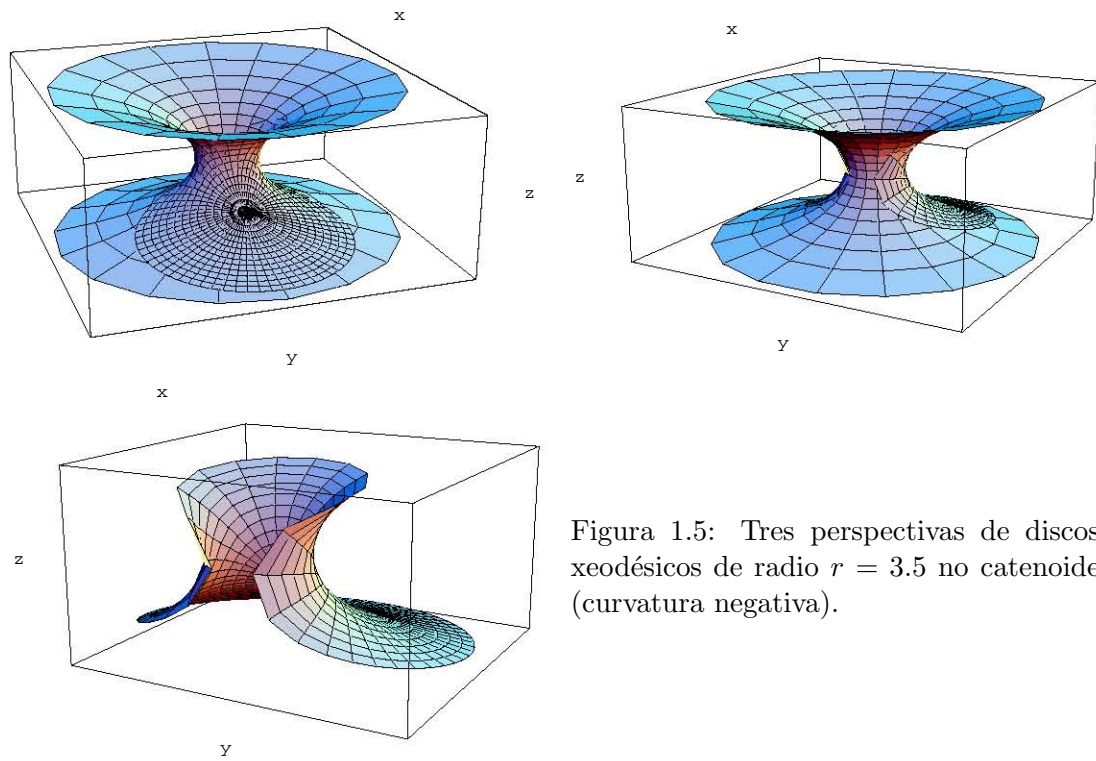 x
x
z
z
y
y
x
z
y
Figura 1.5: Tres perspectivas de discos
xeodésicos de radio r = 3.5 no catenoide
(curvatura negativa).